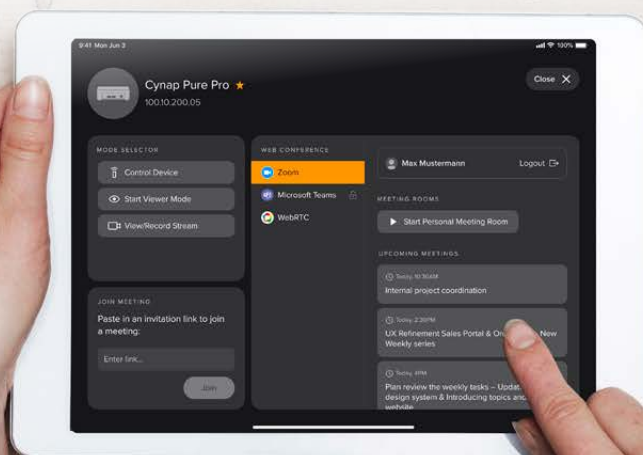 9:41 Mon Jun 3
100%
Cynap Pure Pro
100.10.200.05
Close
MODE SELECTOR
Control Device
Start Viewer Mode
View/Record Stream
JOIN MEETING
Paste in an invitation link to join
a meeting:
Enter link...
Join
WEB CONFERENCE
Zoom
Microsoft Teams
WebRTC
Max Mustermann
Logout
MEETING ROOMS
Start Personal Meeting Room
UPCOMING MEETINGS
Today, 10:30AM
Internal project coordination
Today, 2:30PM
UX Refinement Sales Portal & New
Weekly series
Today, 4PM
Plan review the weekly tasks –
design system & Introducing topics
website